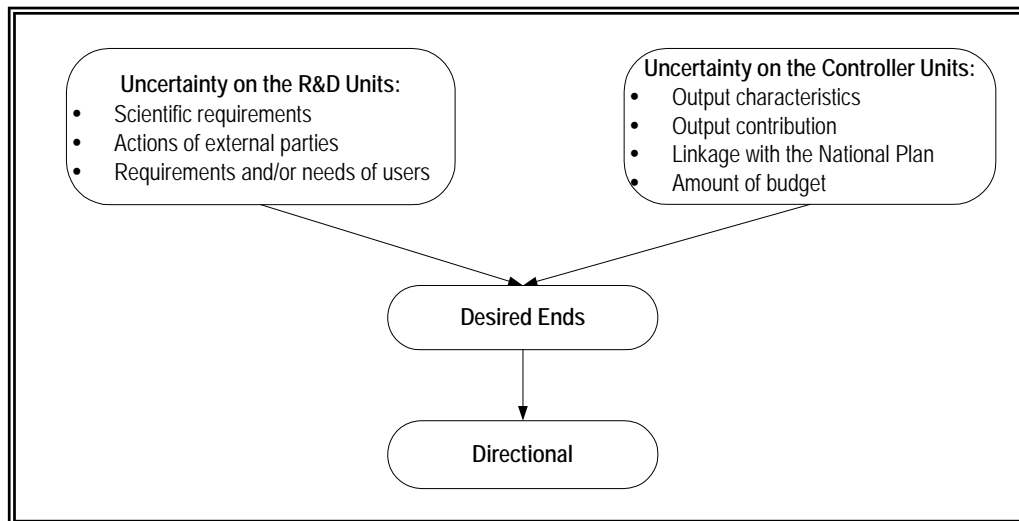 Uncertainty on the R&D Units:
• Scientific requirements
• Actions of external parties
• Requirements and/or needs of users
Uncertainty on the Controller Units:
• Output characteristics
• Output contribution
• Linkage with the National Plan
• Amount of budget
Desired Ends
Directional